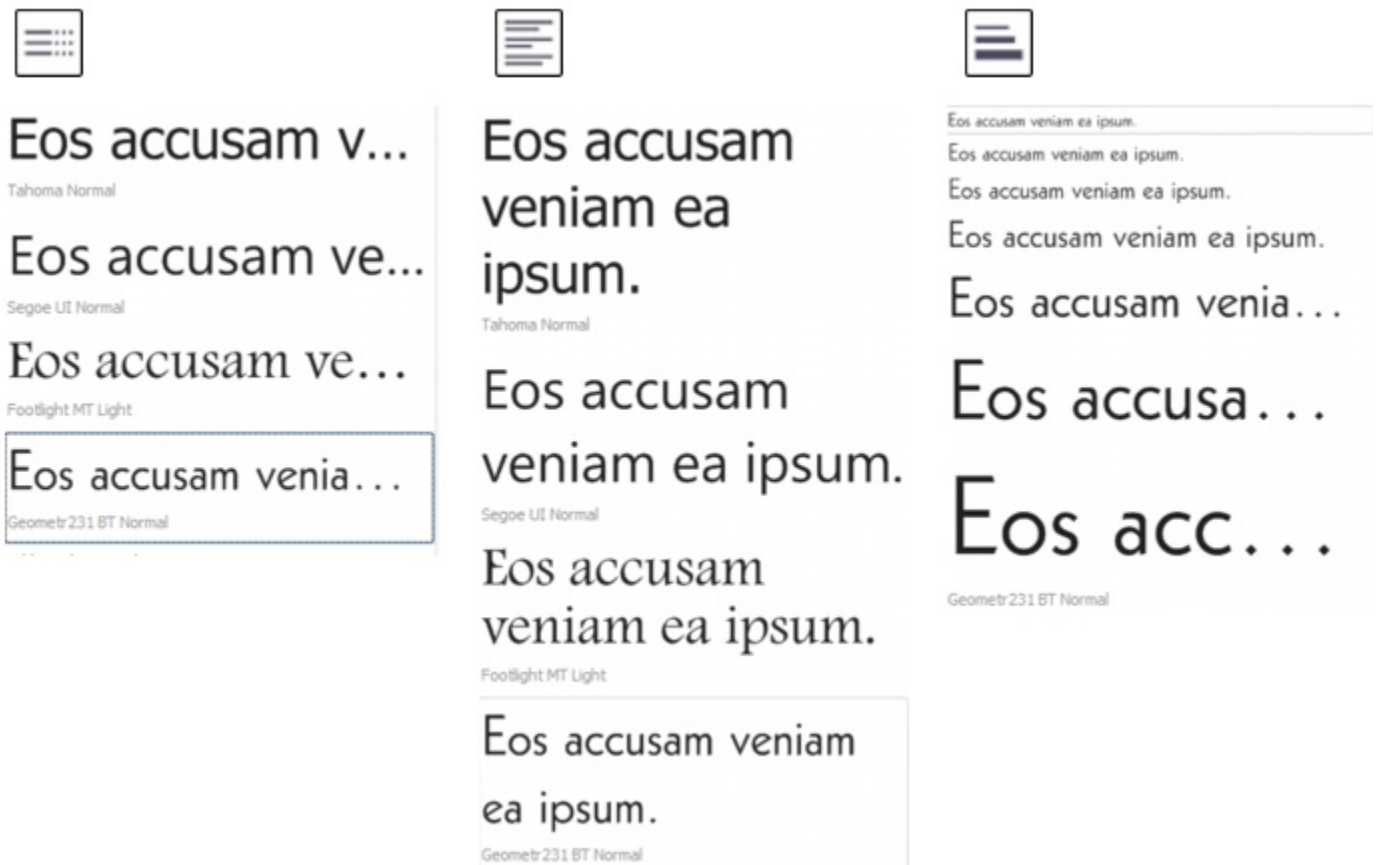 Eos accusam v...
Tahoma Normal
Eos accusam ve...
Segoe UI Normal
Eos accusam ve...
Footlight MT Light
Eos accusam venia...
Geometr231 BT Normal
Eos accusam
veniam ea
ipsum.
Tahoma Normal
Eos accusam
veniam ea ipsum.
Segoe UI Normal
Eos accusam
veniam ea ipsum.
Footlight MT Light
Eos accusam veniam
ea ipsum.
Geometr231 BT Normal
Eos accusam veniam ea ipsum.
Eos accusam veniam ea ipsum.
Eos accusam veniam ea ipsum.
Eos accusam veniam ea ipsum.
Eos accusam venia...
Eos accusa...
Eos acc...
Geometr231 BT Normal